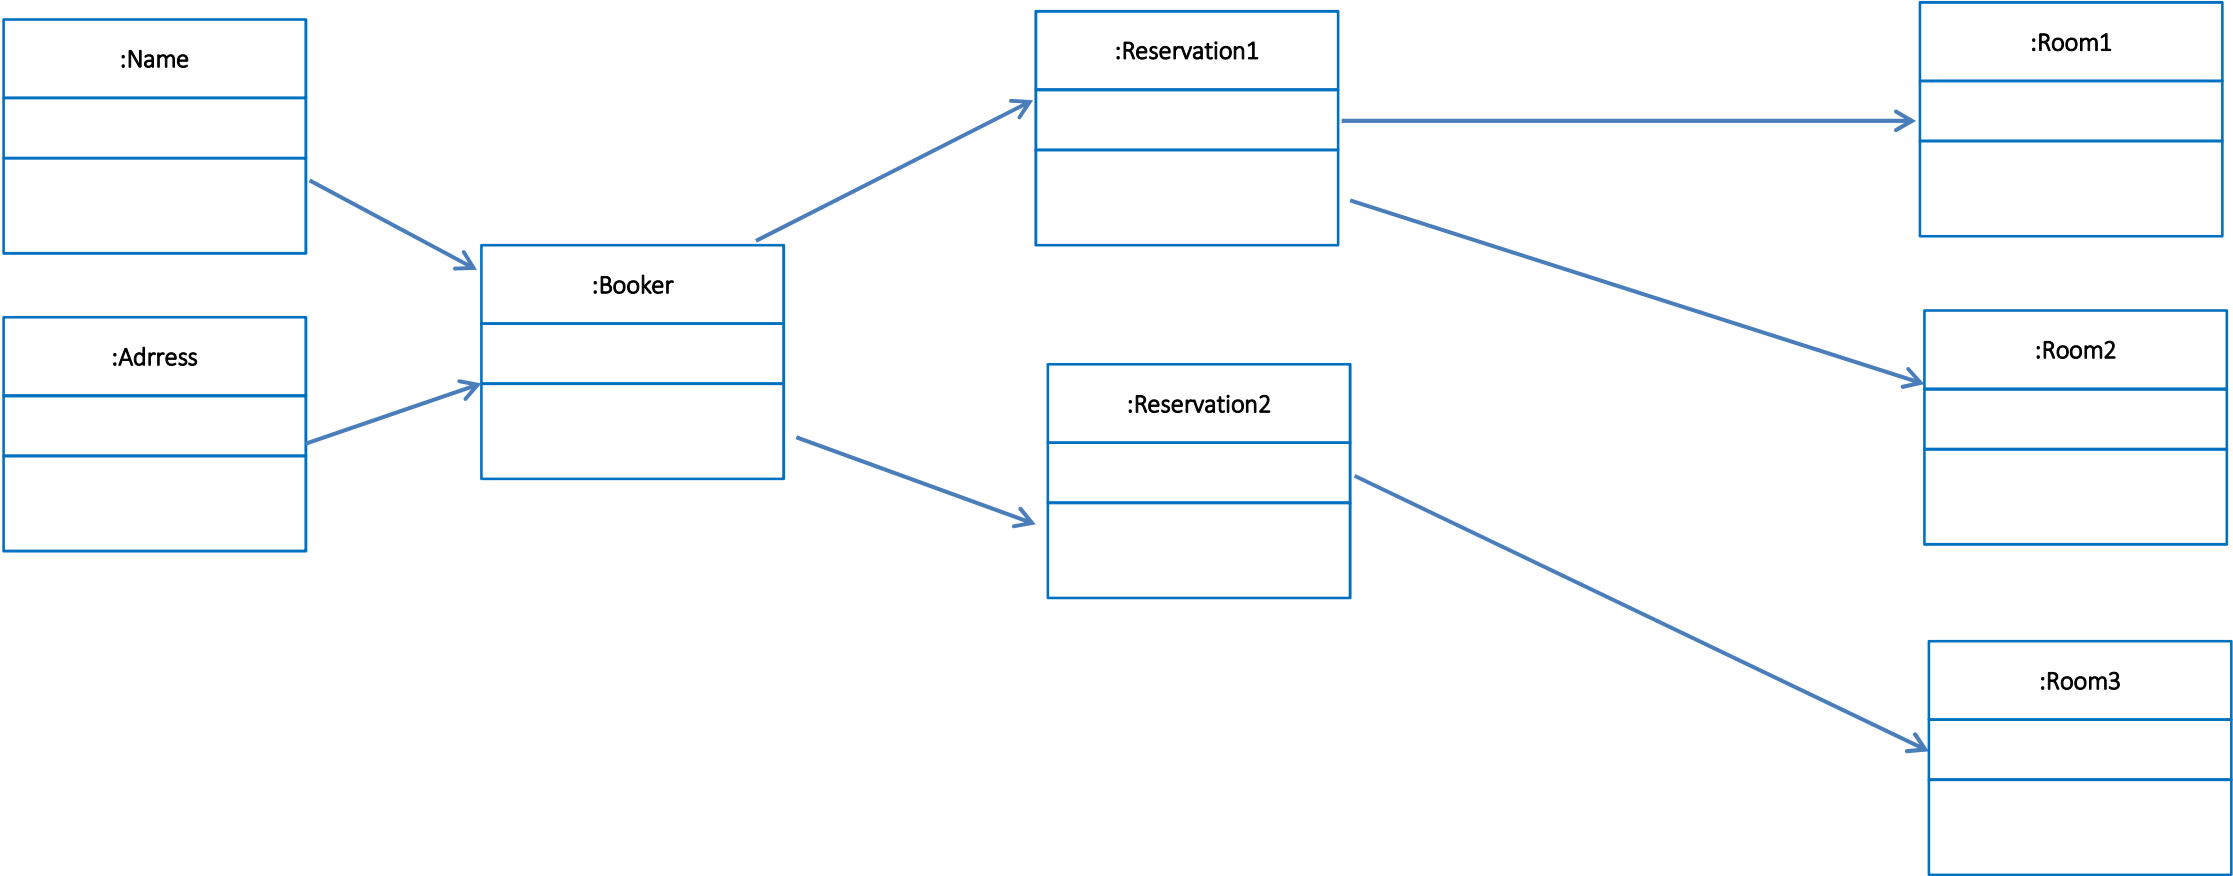 :Name
:Adrress
:Booker
:Reservation1
:Reservation2
:Room1
:Room2
:Room3